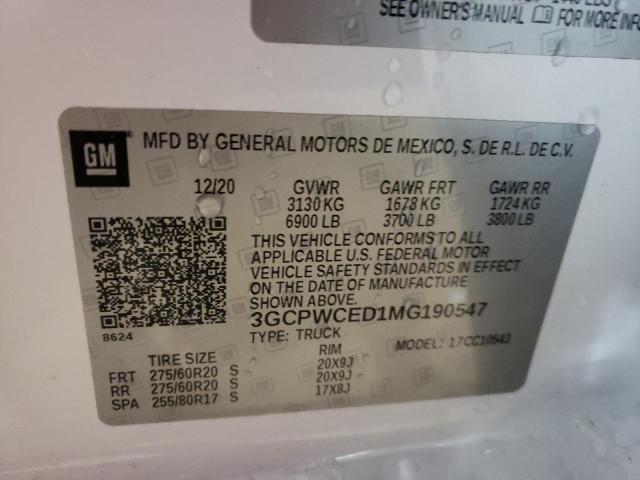 SEE OWNER'S MANUAL FOR MORE INFO
GM
MFD BY GENERAL MOTORS DE MEXICO, S. DE R.L. DE C.V.
12/20 GVWR GAWR FRT GAWR RR
3130 KG 1678 KG 1724 KG
6900 LB 3700 LB 3800 LB
THIS VEHICLE CONFORMS TO ALL
APPLICABLE U.S. FEDERAL MOTOR
VEHICLE SAFETY STANDARDS IN EFFECT
ON THE DATE OF MANUFACTURE
SHOWN ABOVE.
3GCPWCED1MG190547
8624
TYPE: TRUCK MODEL: 17CC10543
TIRE SIZE RIM
FRT 275/60R20 S 20X9J
RR 275/60R20 S 20X9J
SPA 255/80R17 S 17X8J